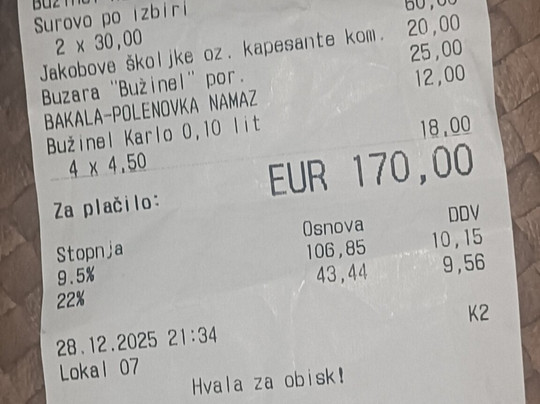 Surovo po izbiri
2 x 30,00 60,00
Jakobove školjke oz. kapesante kom. 20,00
Buzara "Bužinel" por. 25,00
BAKALA-POLENOVKA NAMAZ 12,00
Bužinel Karlo 0,10 lit
4 x 4,50 18,00
Za plačilo: EUR 170,00
Stopnja Osnova DDV
9.5% 106,85 10,15
22% 43,44 9,56
K2
28.12.2025 21:34
Lokal 07
Hvala za obisk!